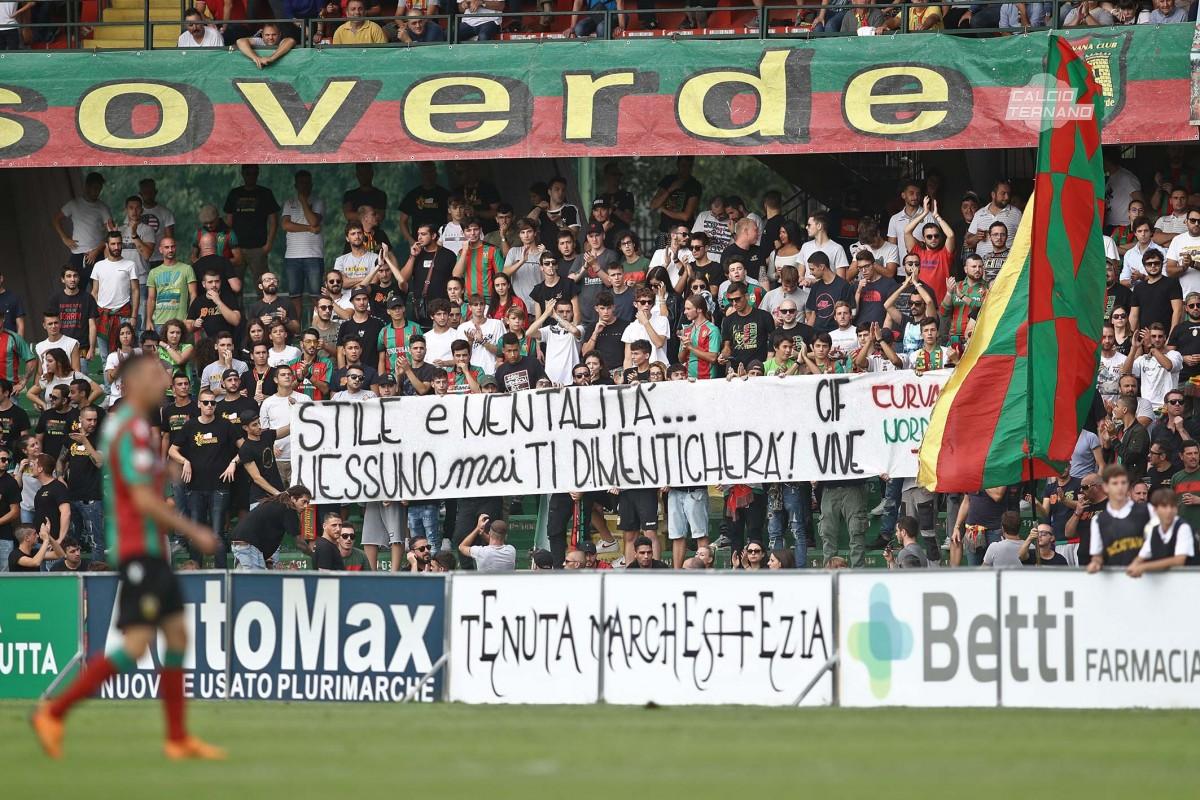 soverde
CALCIO
TERNANO
STILE e MENTALITÁ...
NESSUNO mai TI DIMENTICHERÁ!
GIF
VIVE
CURVA
NORD
UTTA
AutoMax
NUOVE USATO PLURIMARCHE
TENUTA MARCHESI FEZIA
Betti
FARMACIA